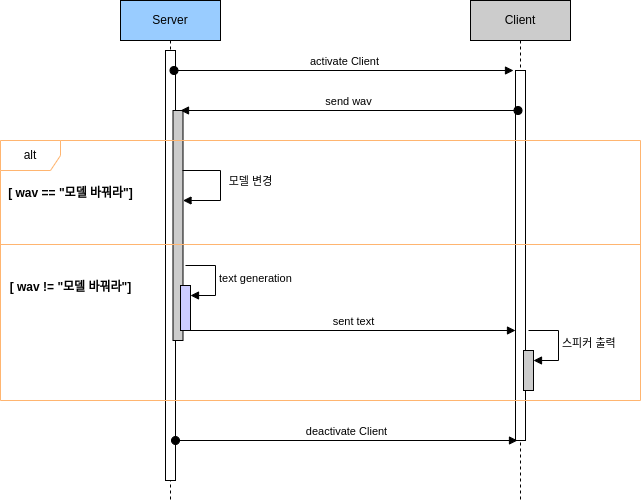 Server
Client
activate Client
send wav
alt
모델 변경
[ wav == "모델 바꿔라"]
text generation
[ wav != "모델 바꿔라"]
sent text
스피커 출력
deactivate Client